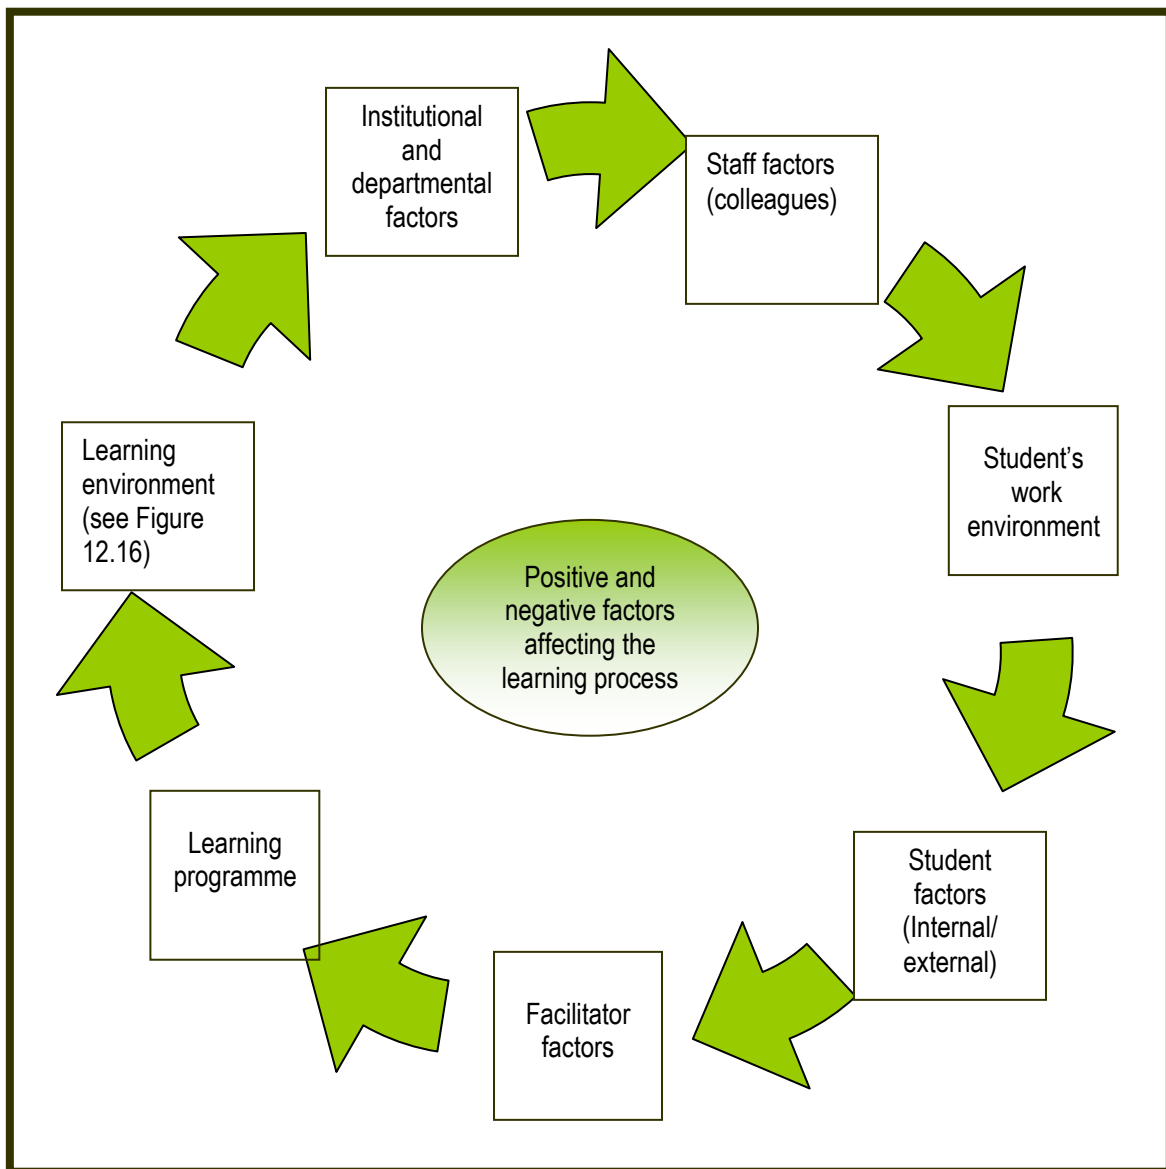 Institutional
and
departmental
factors
Staff factors
(colleagues)
Student’s
work
environment
Student
factors
(Internal/
external)
Facilitator
factors
Learning
programme
Learning
environment
(see Figure
12.16)
Positive and
negative factors
affecting the
learning process